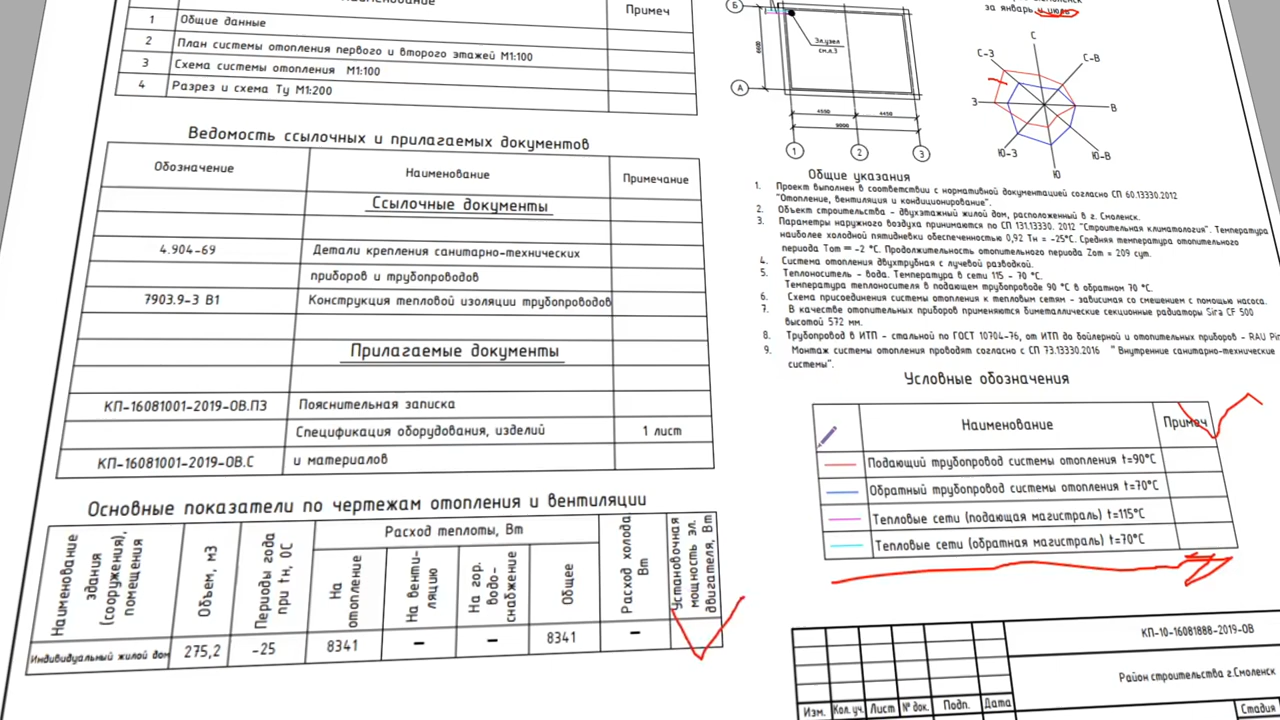 Примеч
1 Общие данные
2 План системы отопления первого и второго этажей М1:100
3 Схема системы отопления М1:100
4 Разрез и схема Ту М1:200
Ведомость ссылочных и прилагаемых документов
Обозначение Наименование Примечание
Ссылочные документы
4.904-69 Детали крепления санитарно-технических
приборов и трубопроводов
7903.9-3 В1 Конструкция тепловой изоляции трубопроводов
Прилагаемые документы
КП-16081001-2019-ОВ.ПЗ Пояснительная записка
Спецификация оборудования, изделий 1 лист
КП-16081001-2019-ОВ.С и материалов
Основные показатели по чертежам отопления и вентиляции
Наименование здания (сооружения), помещения
Объем, м3
Периоды года при tн, 0С
Расход теплоты, Вт
На отопление
На венти-
ляцию
На гор. водо-
снабжение
Общее
Расход холода Вт
Установочная мощность эл. двигателя, Вт
Индивидуальный жилой дом 275,2 -25 8341 - - 8341 -
за январь и июль
Б
А
6600
Эл.узел
см.л.3
4550 4450
9000
1 2 3
С
С-З С-В
З В
Ю-З Ю-В
Ю
Общие указания
1. Проект выполнен в соответствии с нормативной документацией согласно СП 60.13330.2012
"Отопление, вентиляция и кондиционирование".
2. Объект строительства - двухэтажный жилой дом, расположенный в г. Смоленск.
3. Параметры наружного воздуха принимаются по СП 131.13330. 2012 "Строительная климатология". Температура
наиболее холодной пятидневки обеспеченностью 0,92 Тн = -25°С. Средняя температура отопительного
периода Tот = -2 °С. Продолжительность отопительного периода Zот = 209 сут.
4. Система отопления двухтрубная с лучевой разводкой.
5. Теплоноситель - вода. Температура в сети 115 - 70 °С.
Температура теплоносителя в подающем трубопроводе 90 °С в обратном 70 °С.
6. Схема присоединения системы отопления к тепловым сетям - зависимая со смешением с помощью насоса.
7. В качестве отопительных приборов применяются биметаллические секционные радиаторы Sira CF 500
высотой 572 мм.
8. Трубопровод в ИТП - стальной по ГОСТ 10704-76, от ИТП до бойлерной и отопительных приборов - RAU Pin
9. Монтаж системы отопления проводят согласно с СП 73.13330.2016 " Внутренние санитарно-технические
системы".
Условные обозначения
Наименование Примеч
Подающий трубопровод системы отопления t=90°С
Обратный трубопровод системы отопления t=70°С
Тепловые сети (подающая магистраль) t=115°С
Тепловые сети (обратная магистраль) t=70°С
КП-10-16081888-2019-ОВ
Район строительства г.Смоленск
Изм. Кол. уч. Лист № док. Подп. Дата
Стадия